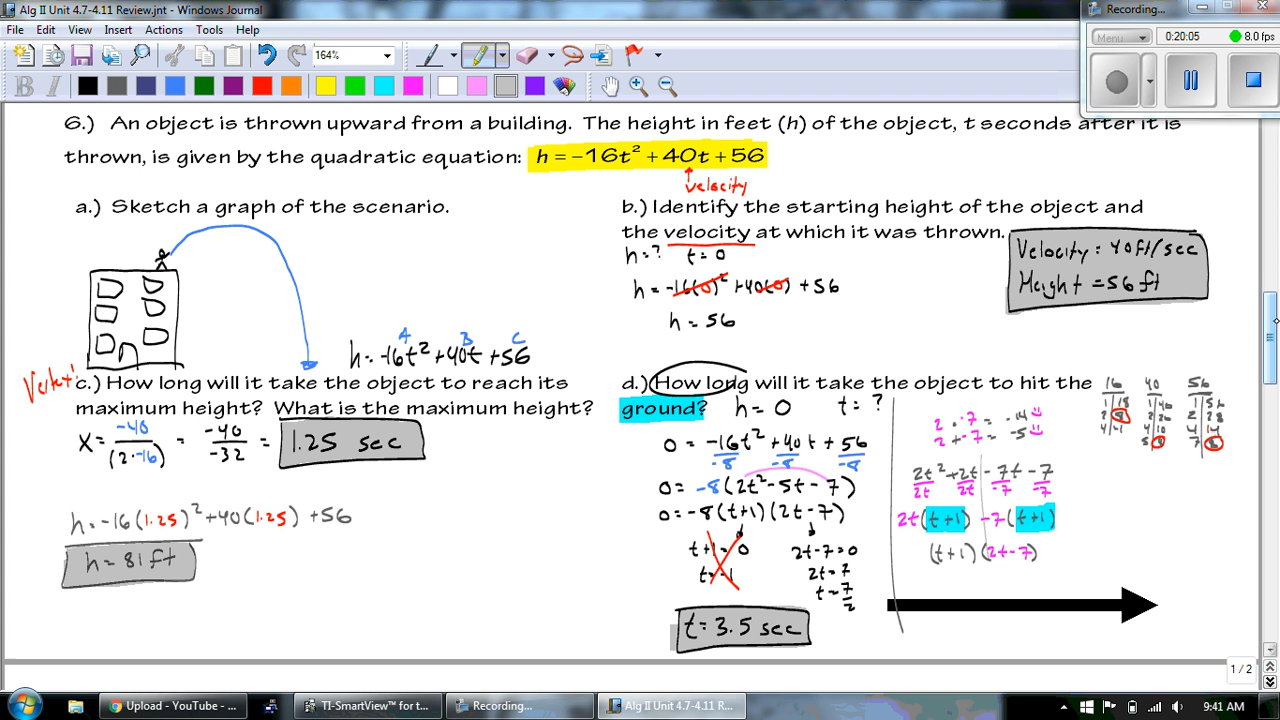 Alg II Unit 4.7-4.11 Review.jnt - Windows Journal
File Edit View Insert Actions Tools Help
164%
Recording...
Menu
0:20:05
8.0 fps
6.) An object is thrown upward from a building. The height in feet (h) of the object, t seconds after it is
thrown, is given by the quadratic equation: h = -16t² + 40t + 56
velocity
a.) Sketch a graph of the scenario.
A B C
h = -16t² + 40t + 56
b.) Identify the starting height of the object and
the velocity at which it was thrown.
h = ? t = 0
h = -16(0)² + 40(0) + 56
h = 56
Velocity : 40ft/sec
Height = 56 ft
Vertex
c.) How long will it take the object to reach its
maximum height? What is the maximum height?
x = -40/(2·-16) = -40/-32 = 1.25 sec
h = -16(1.25)² + 40(1.25) + 56
h = 81 ft
d.) How long will it take the object to hit the
ground? h = 0 t = ?
0 = -16t² + 40t + 56
-8 -8 -8
0 = -8(2t² - 5t - 7)
0 = -8(t+1)(2t-7)
t+1 = 0 2t-7=0
t = -1 2t = 7
t = 7/2
t = 3.5 sec
2 · -7 = -14
2 + -7 = -5
2t² + 2t - 7t - 7
2t 2t -7 -7
2t(t+1) -7(t+1)
(t+1)(2t-7)
16 40 56
1 40 1 56
2 8 2 20 2 28
4 4 4 10 4 14
5 8 7 8
1 / 2
Upload - YouTube - ...
TI-SmartView™ for t...
Recording...
Alg II Unit 4.7-4.11 R...
9:41 AM